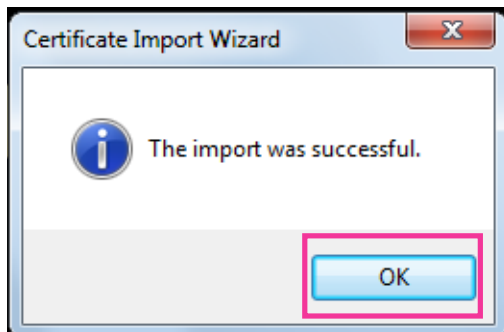 Certificate Import Wizard
The import was successful.
OK